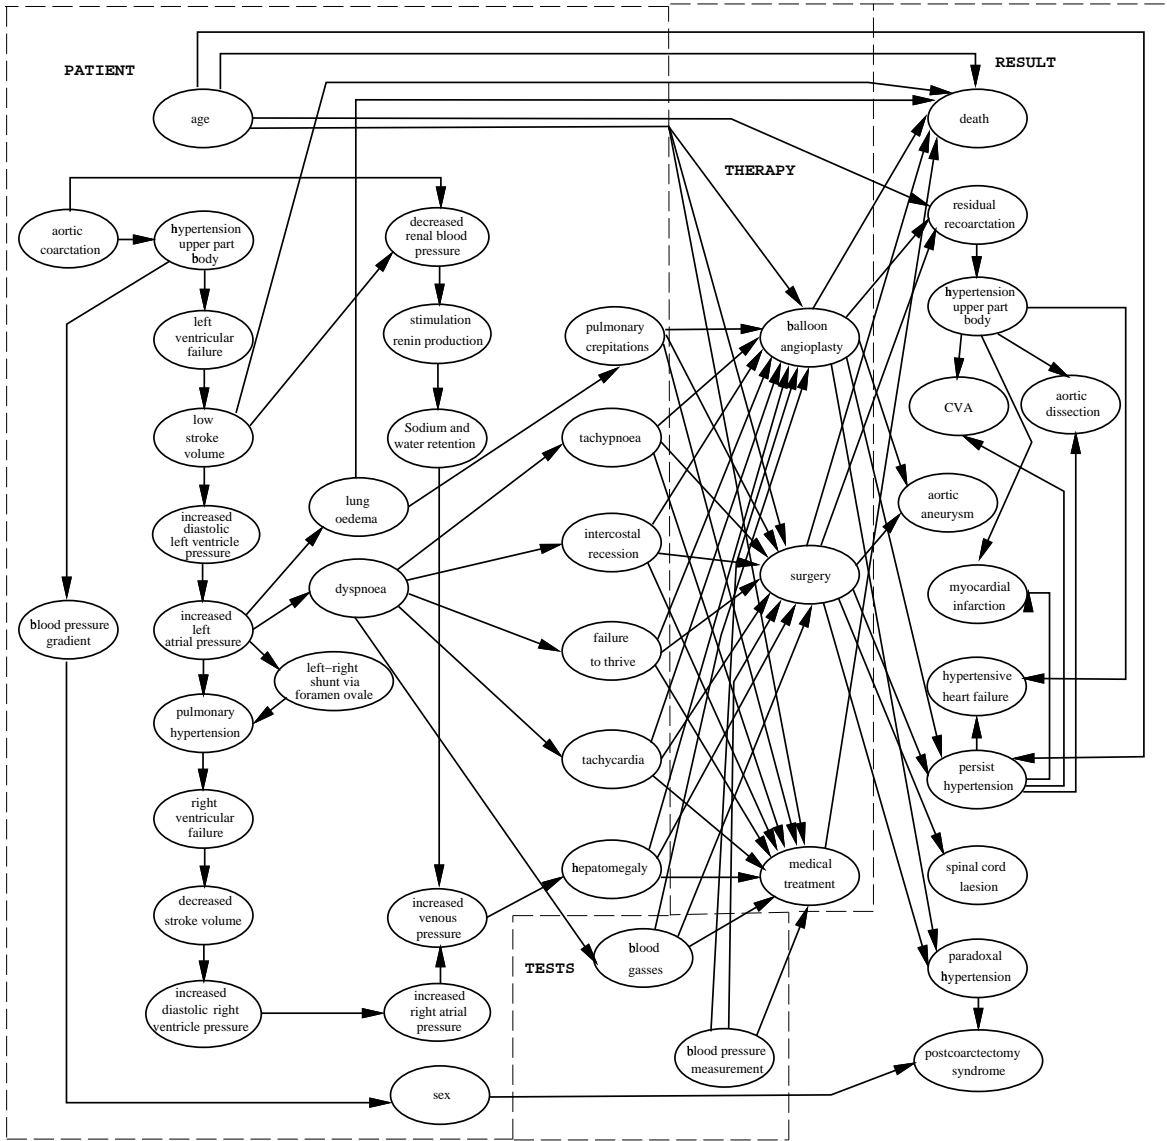 PATIENT
THERAPY
RESULT
TESTS
age
aortic
coarctation
hypertension
upper part
body
left
ventricular
failure
low
stroke
volume
increased
diastolic
left ventricle
pressure
increased
left
atrial pressure
blood pressure
gradient
pulmonary
hypertension
right
ventricular
failure
decreased
stroke volume
increased
diastolic right
ventricle pressure
decreased
renal blood
pressure
stimulation
renin production
Sodium and
water retention
lung
oedema
dyspnoea
left-right
shunt via
foramen ovale
increased
venous
pressure
increased
right atrial
pressure
sex
pulmonary
crepitations
tachypnoea
intercostal
recession
failure
to thrive
tachycardia
hepatomegaly
blood
gasses
blood pressure
measurement
balloon
angioplasty
surgery
medical
treatment
death
residual
recoarctation
hypertension
upper part
body
CVA
aortic
dissection
aortic
aneurysm
myocardial
infarction
hypertensive
heart failure
persist
hypertension
spinal cord
laesion
paradoxal
hypertension
postcoarctectomy
syndrome